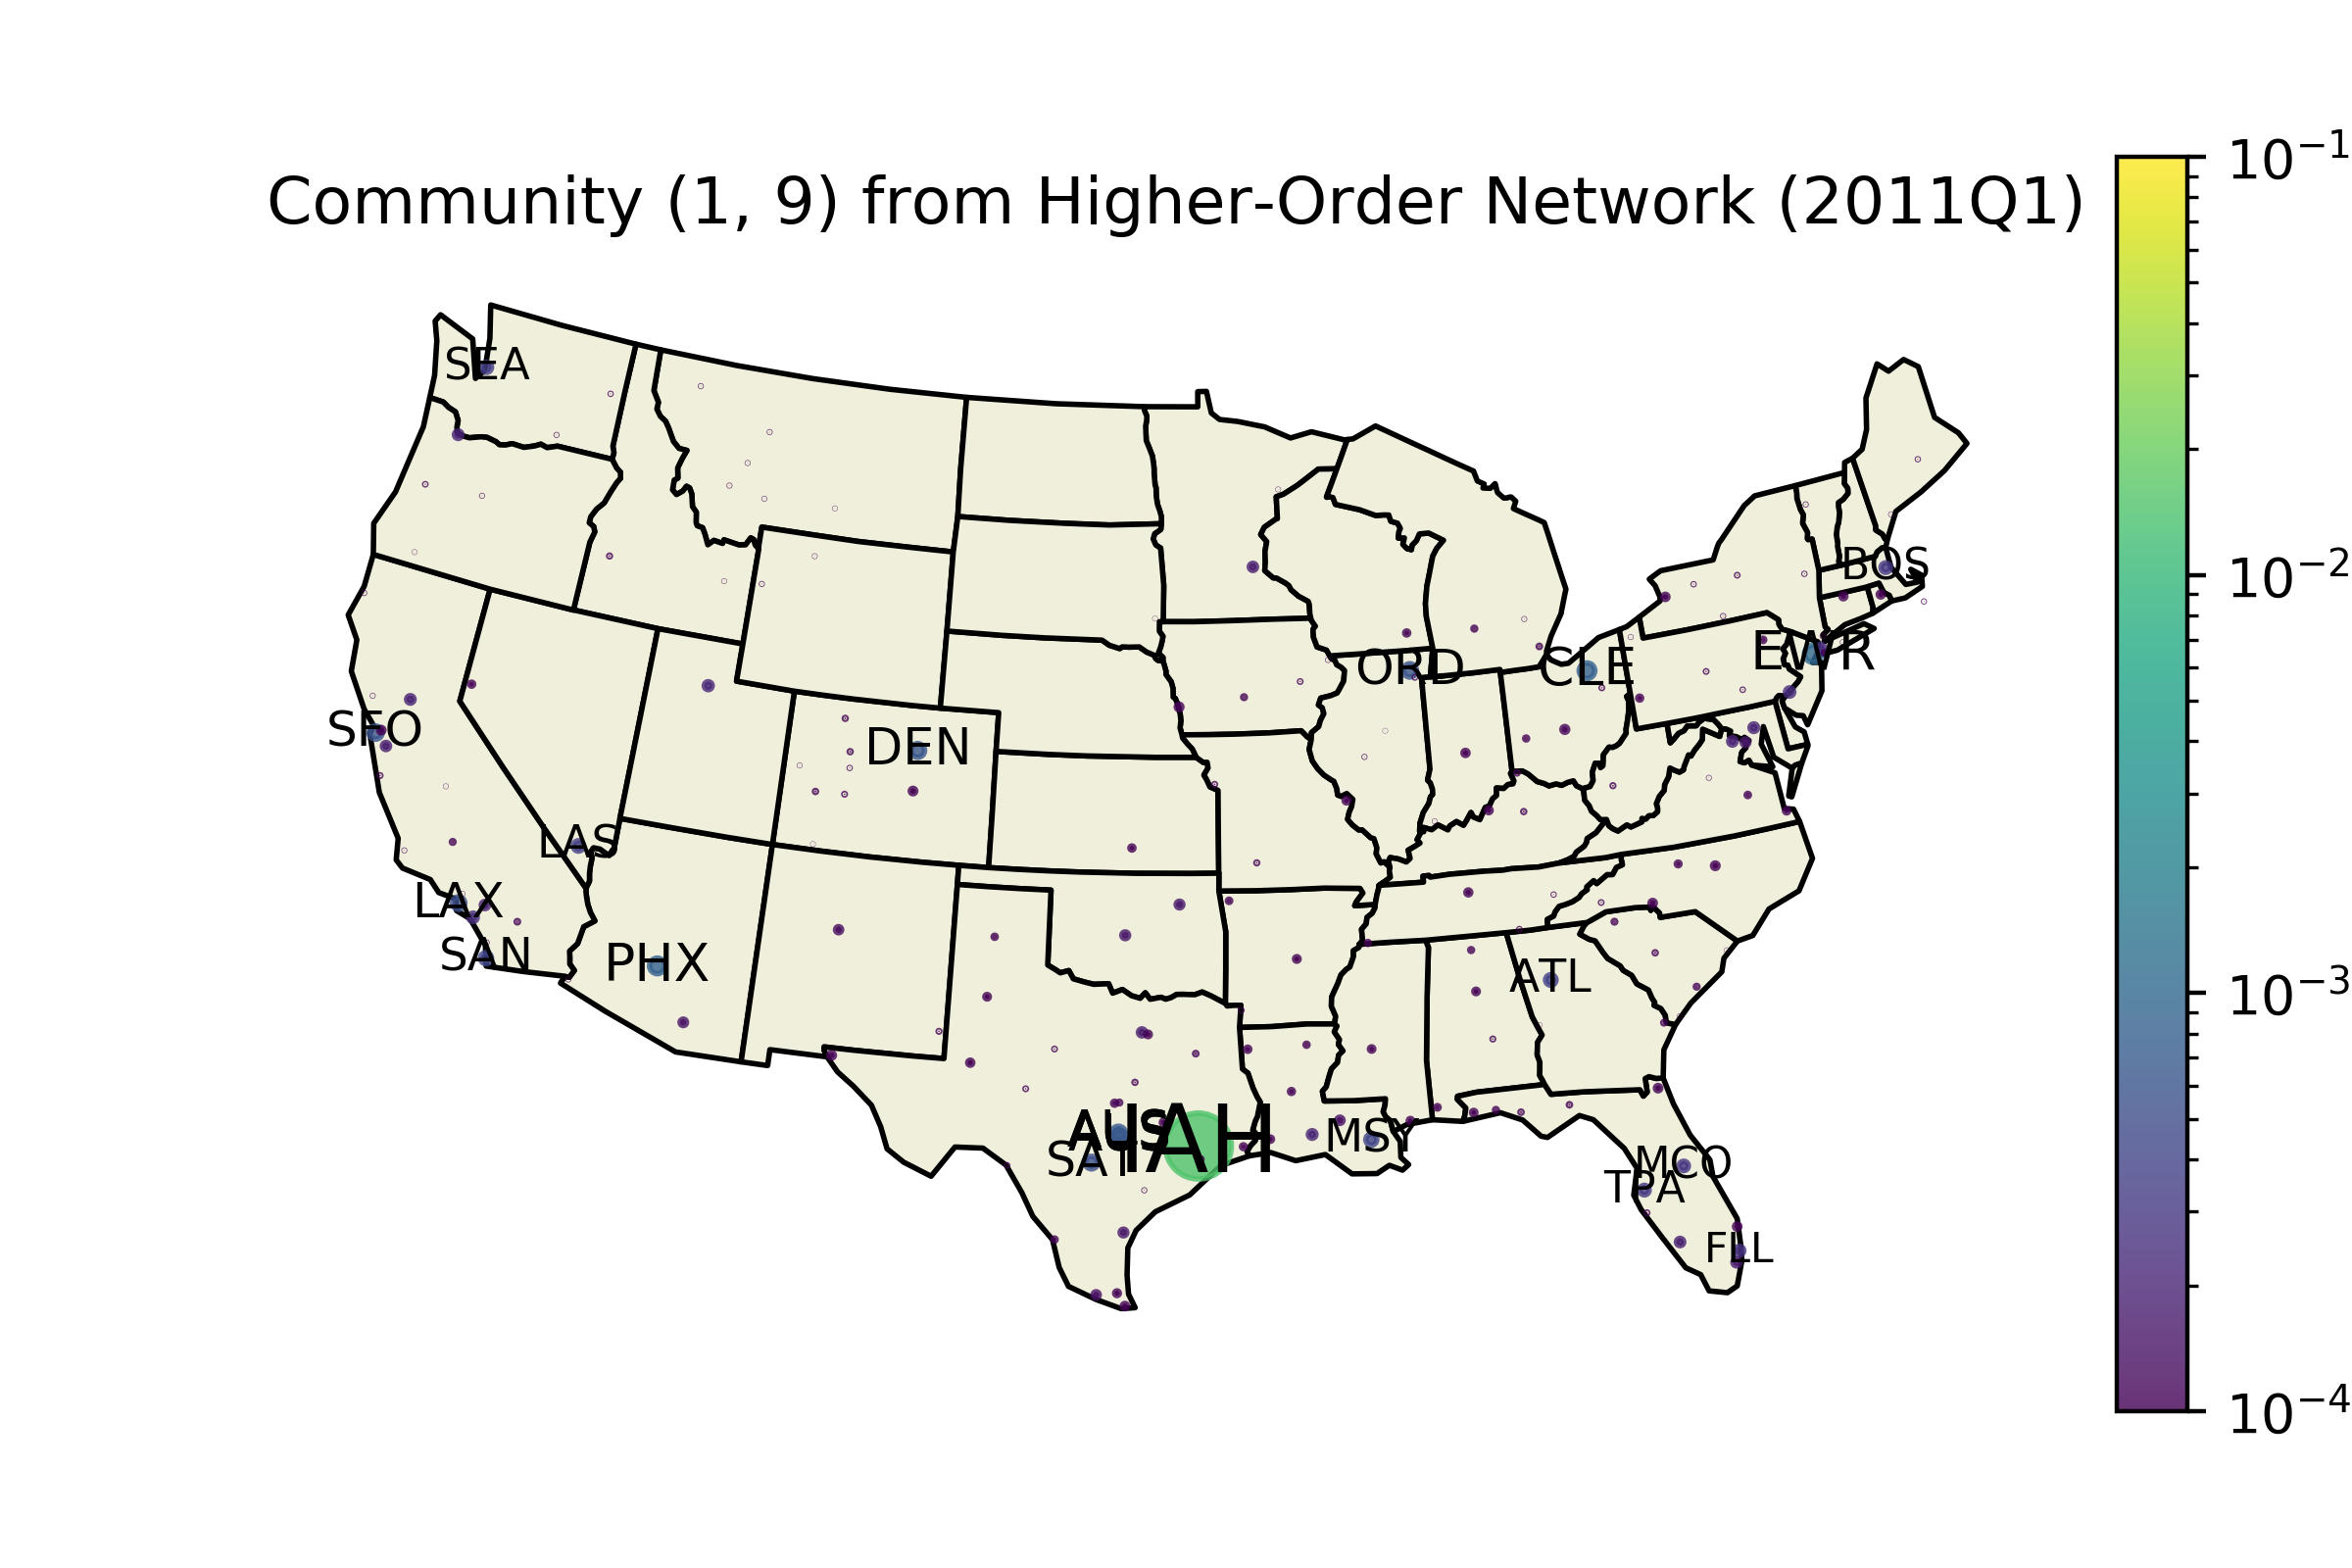 Community (1, 9) from Higher-Order Network (2011Q1)
10⁻¹
SEA
BOS
10⁻²
EWR
ORD
CLE
SFO
DEN
LAS
LAX
SAN
PHX
ATL
10⁻³
AUS
IAH
MSY
SAT
MCO
TPA
FLL
10⁻⁴